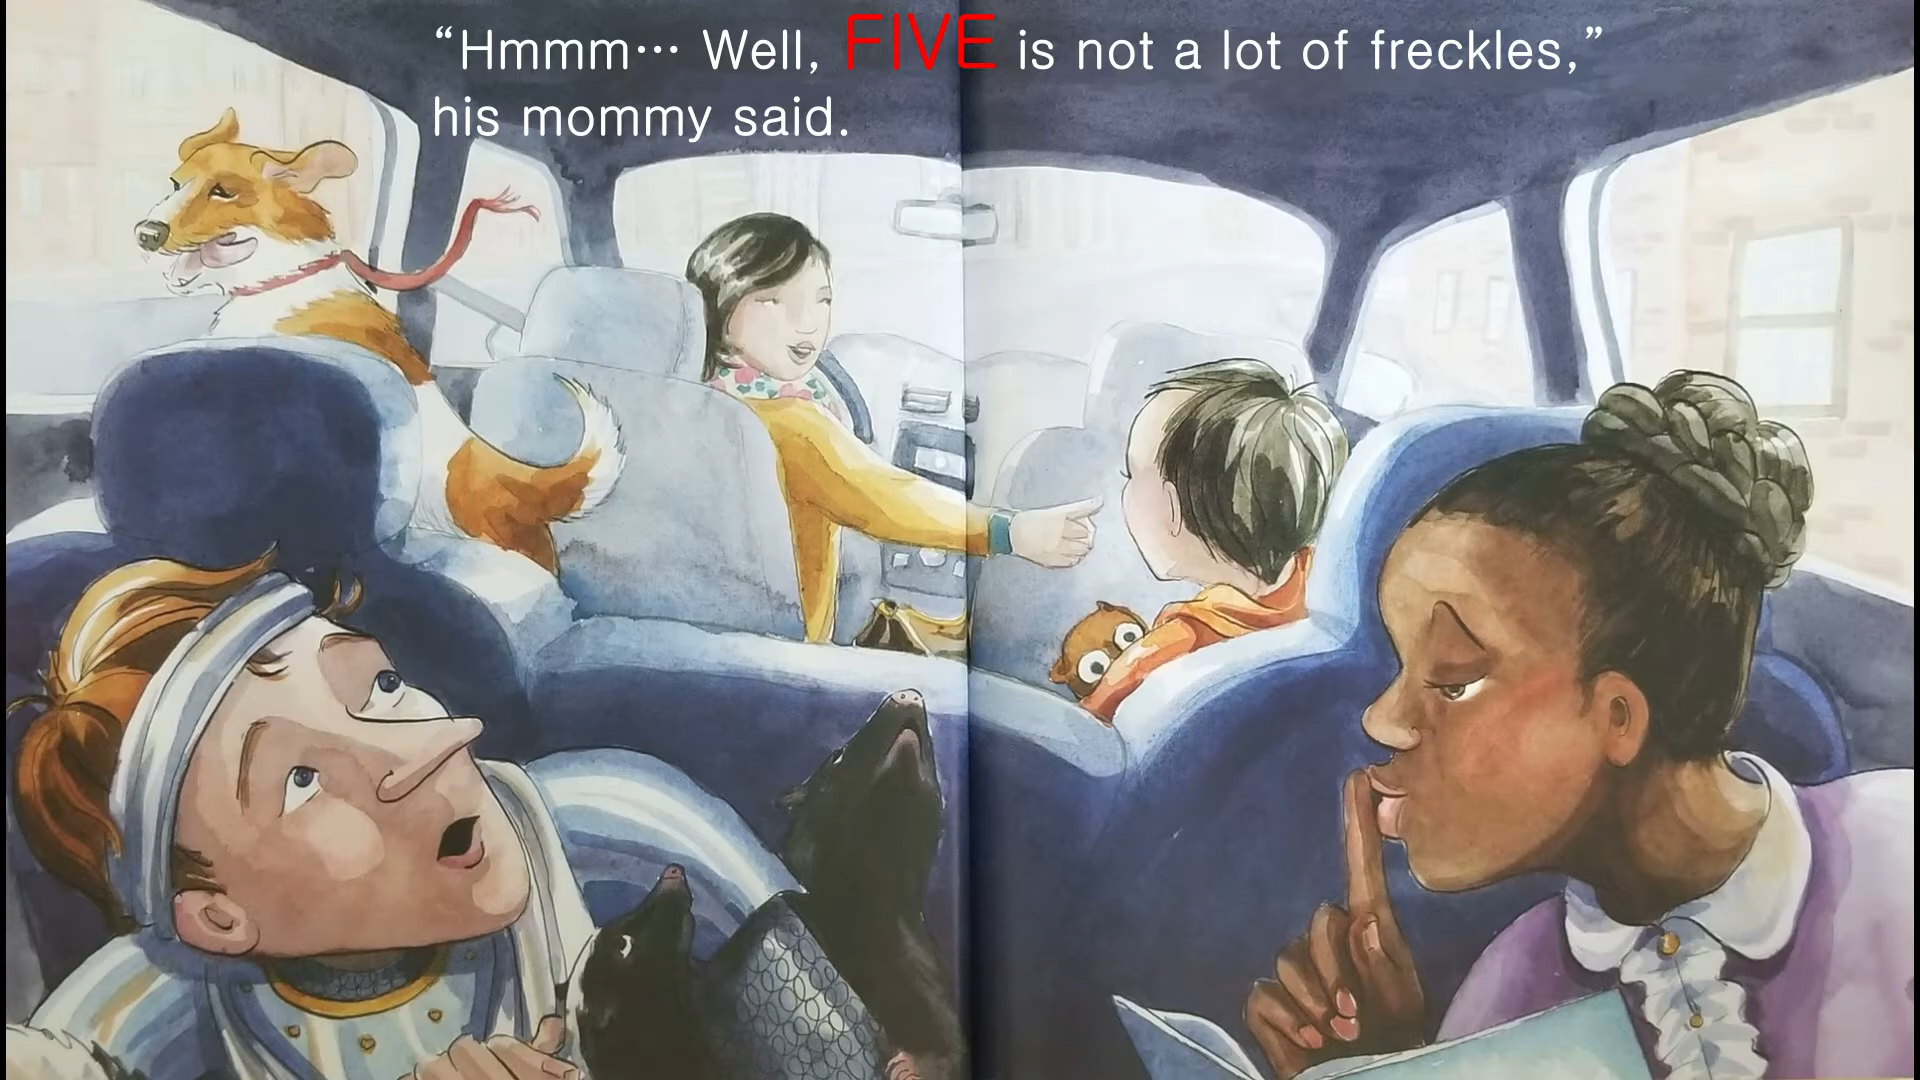 “Hmmm… Well, FIVE is not a lot of freckles,”
his mommy said.